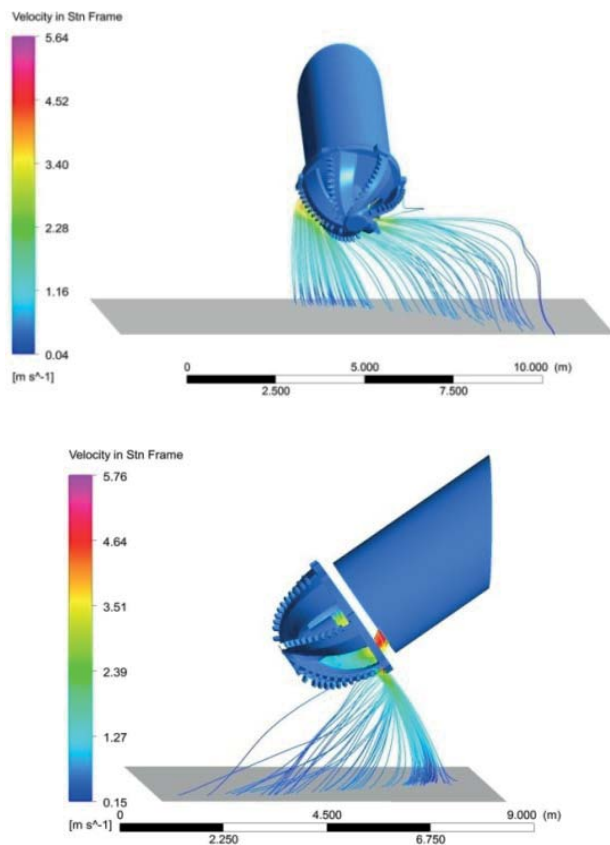 Velocity in Stn Frame
5.64
4.52
3.40
2.28
1.16
0.04
[m s^-1]
0 5.000 10.000 (m)
2.500 7.500
Velocity in Stn Frame
5.76
4.64
3.51
2.39
1.27
0.15
[m s^-1]
0 4.500 9.000 (m)
2.250 6.750